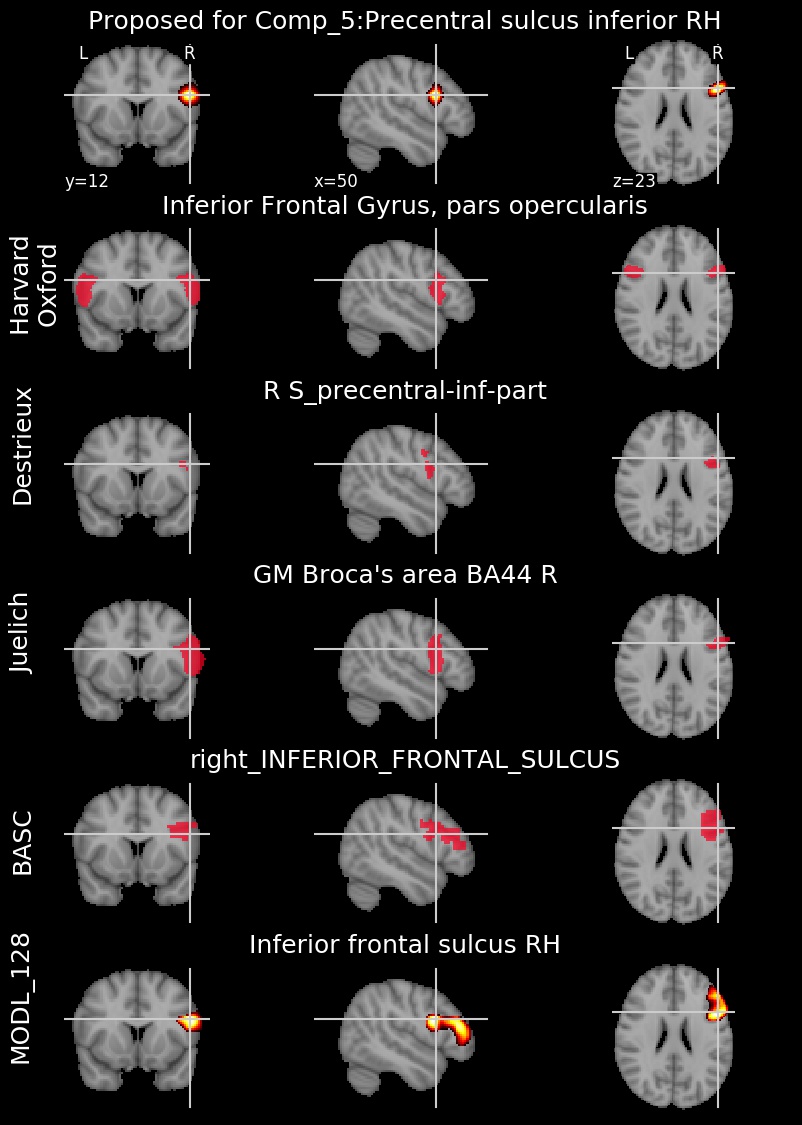 Proposed for Comp_5:Precentral sulcus inferior RH
L R
L R
y=12
x=50
z=23
Inferior Frontal Gyrus, pars opercularis
Harvard
Oxford
R S_precentral-inf-part
Destrieux
GM Broca's area BA44 R
Juelich
right_INFERIOR_FRONTAL_SULCUS
BASC
Inferior frontal sulcus RH
MODL_128